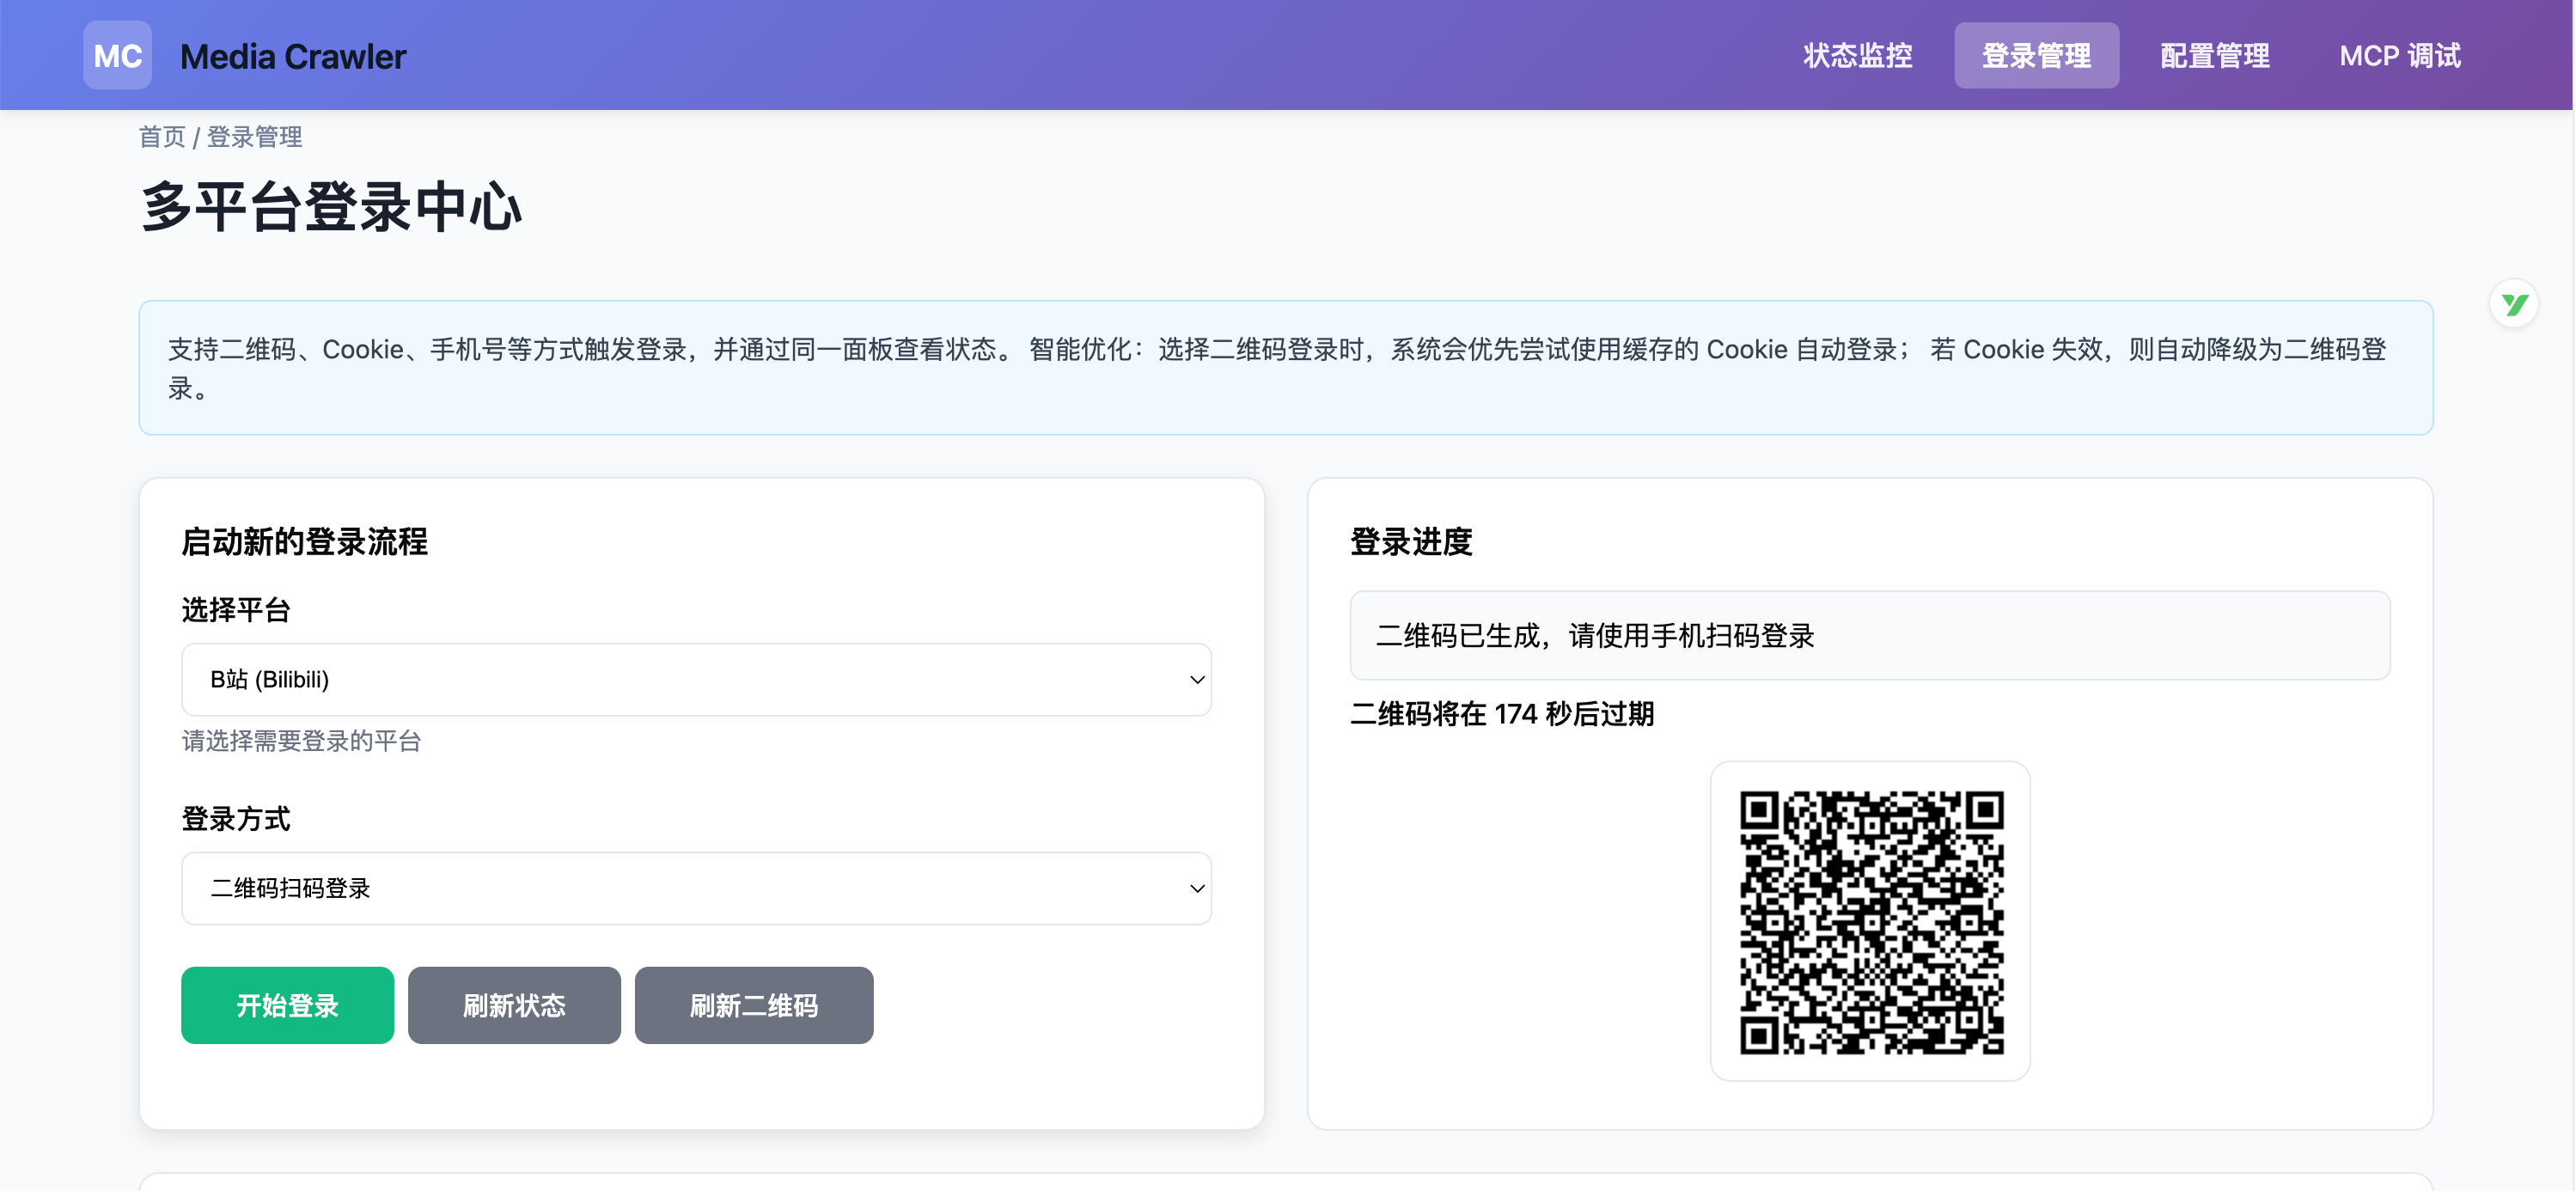 MC
Media Crawler
状态监控
登录管理
配置管理
MCP 调试
首页 / 登录管理
多平台登录中心
支持二维码、Cookie、手机号等方式触发登录，并通过同一面板查看状态。 智能优化：选择二维码登录时，系统会优先尝试使用缓存的 Cookie 自动登录； 若 Cookie 失效，则自动降级为二维码登
录。
启动新的登录流程
选择平台
B站 (Bilibili)
请选择需要登录的平台
登录方式
二维码扫码登录
开始登录
刷新状态
刷新二维码
登录进度
二维码已生成，请使用手机扫码登录
二维码将在 174 秒后过期